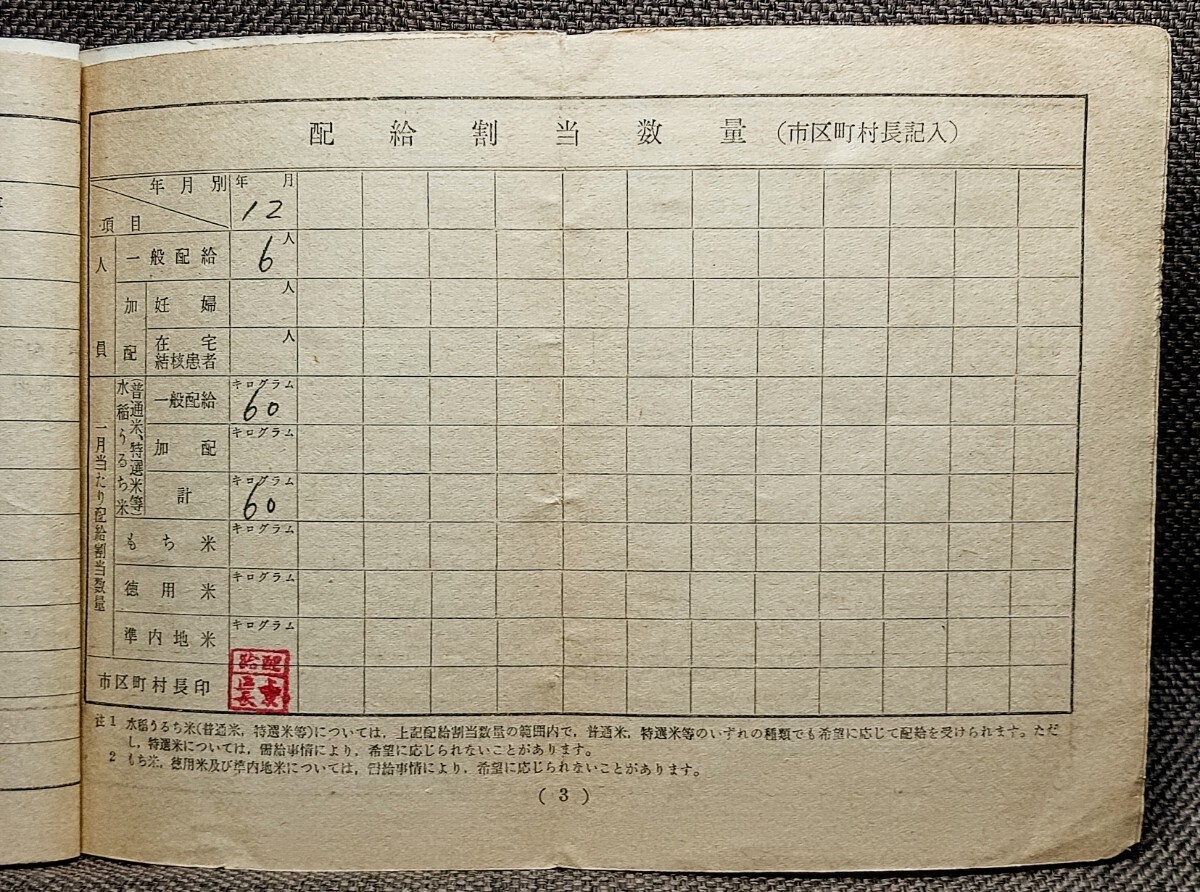 配給割当数量(市区町村長記入)
年月別 年 月
項目 12
人員 一般配給 6人
加配 妊婦 人
在宅結核患者 人
一月当たり配給割当数量 水稲うるち米(普通米、特選米等) 一般配給 キログラム 60
加配 キログラム
計 キログラム 60
もち米 キログラム
徳用米 キログラム
準内地米 キログラム
市区町村長印
配給
注1 水稲うるち米(普通米,特選米等)については,上記配給割当数量の範囲内で,普通米,特選米等のいずれの種類でも希望に応じて配給を受けられます。ただ
し,特選米については,需給事情により,希望に応じられないことがあります。
2 もち米,徳用米及び準内地米については,需給事情により,希望に応じられないことがあります。
(3)